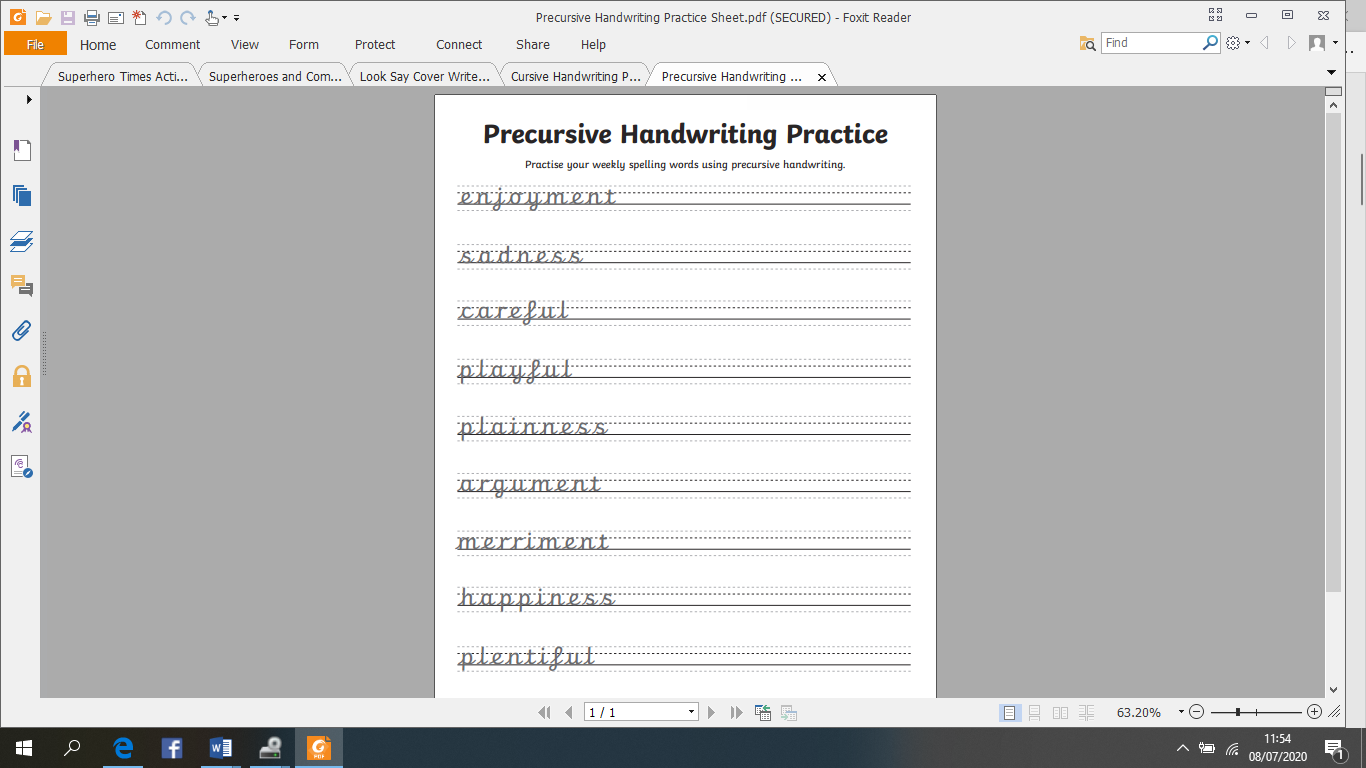 Precursive Handwriting Practice Sheet.pdf (SECURED) - Foxit Reader
File Home Comment View Form Protect Connect Share Help Find
Superhero Times Acti... Superheroes and Com... Look Say Cover Write... Cursive Handwriting P... Precursive Handwriting ...
Precursive Handwriting Practice
Practise your weekly spelling words using precursive handwriting.
enjoyment
sadness
careful
playful
plainness
argument
merriment
happiness
plentiful
1 / 1 63.20%
11:54
08/07/2020
1